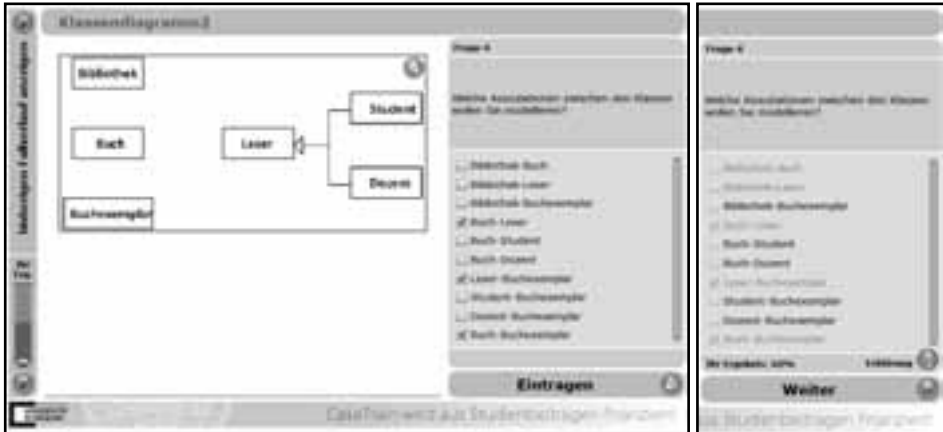 Klassendiagramm2
Bibliothek
Buch
Buchexemplar
Leser
Student
Dozent
Frage 6
Welche Assoziationen zwischen den Klassen
wollen Sie modellieren?
Bibliothek-Buch
Bibliothek-Leser
Bibliothek-Buchexemplar
Buch-Leser
Buch-Student
Buch-Dozent
Leser-Buchexemplar
Student-Buchexemplar
Dozent-Buchexemplar
Buch-Buchexemplar
Eintragen
CaseTrain wird aus Studienbeiträgen finanziert
Frage 6
Welche Assoziationen zwischen den Klassen
wollen Sie modellieren?
Bibliothek-Buch
Bibliothek-Leser
Bibliothek-Buchexemplar
Buch-Leser
Buch-Student
Buch-Dozent
Leser-Buchexemplar
Student-Buchexemplar
Dozent-Buchexemplar
Buch-Buchexemplar
Ihr Ergebnis: Erklärung
Weiter
aus Studienbeiträgen finanziert